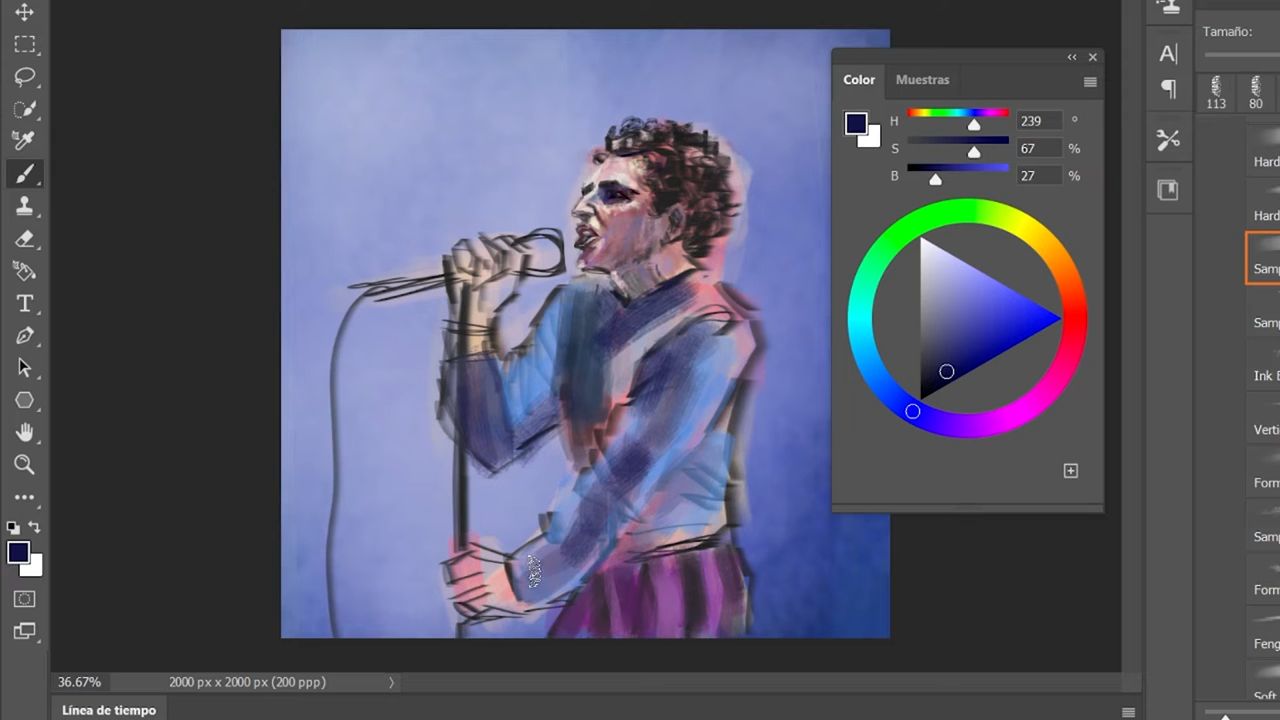 Tamaño:
Color
Muestras
H 239 °
S 67 %
B 27 %
113 80
Hard
Hard
Samp
Samp
Ink B
Verti
Form
Samp
Form
Feng
Soft
36.67%
2000 px x 2000 px (200 ppp)
Línea de tiempo